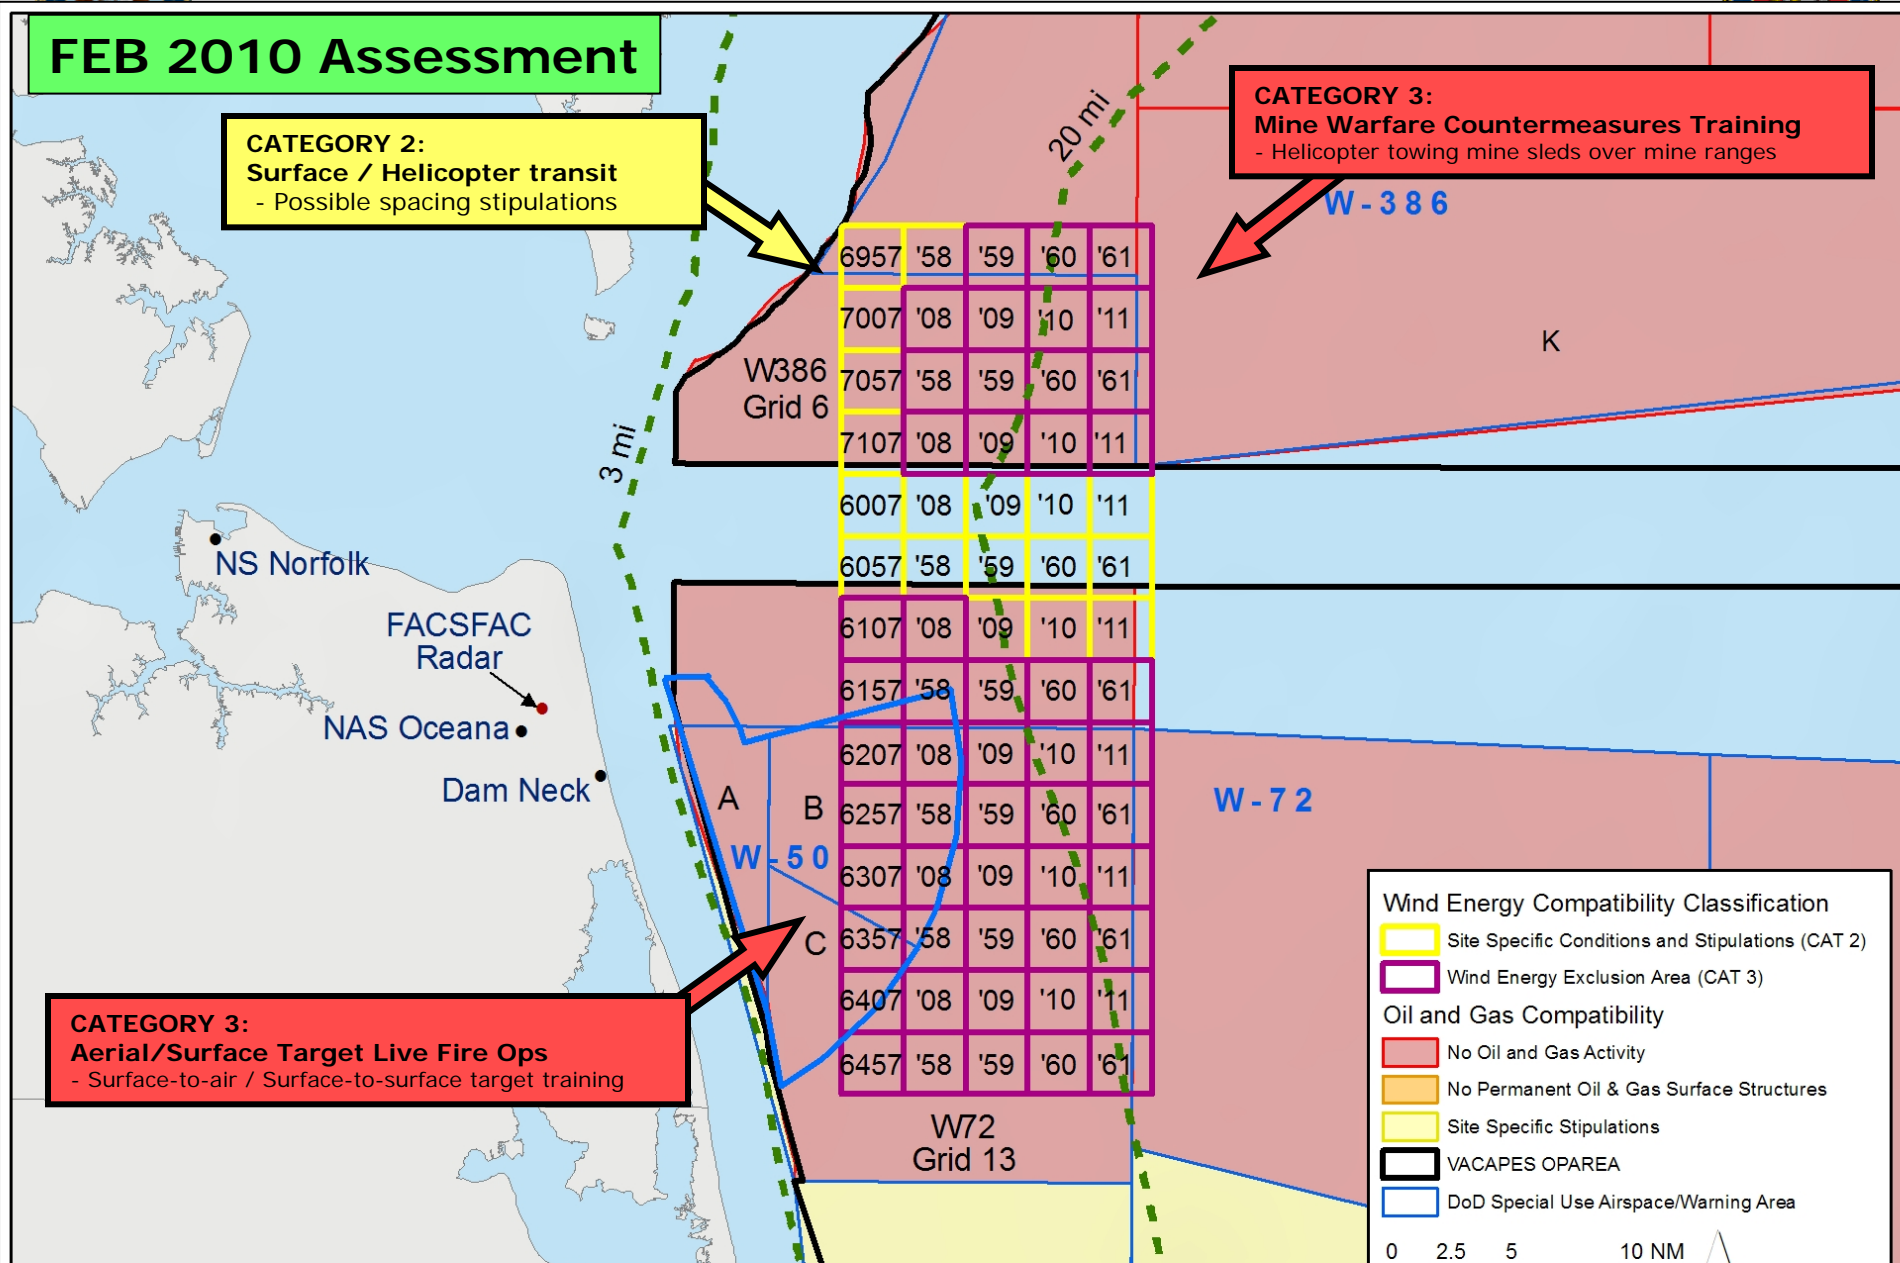 FEB 2010 Assessment
CATEGORY 2:
Surface / Helicopter transit
- Possible spacing stipulations
CATEGORY 3:
Mine Warfare Countermeasures Training
- Helicopter towing mine sleds over mine ranges
20 mi
W-386
K
6957 '58 '59 '60 '61
7007 '08 '09 '10 '11
W386
Grid 6
7057 '58 '59 '60 '61
7107 '08 '09 '10 '11
3 mi
6007 '08 '09 '10 '11
6057 '58 '59 '60 '61
NS Norfolk
FACSFAC
Radar
6107 '08 '09 '10 '11
6157 '58 '59 '60 '61
NAS Oceana
6207 '08 '09 '10 '11
Dam Neck
A
B
6257 '58 '59 '60 '61
W-72
W-50
6307 '08 '09 '10 '11
C
6357 '58 '59 '60 '61
6407 '08 '09 '10 '11
6457 '58 '59 '60 '61
CATEGORY 3:
Aerial/Surface Target Live Fire Ops
- Surface-to-air / Surface-to-surface target training
W72
Grid 13
Wind Energy Compatibility Classification
Site Specific Conditions and Stipulations (CAT 2)
Wind Energy Exclusion Area (CAT 3)
Oil and Gas Compatibility
No Oil and Gas Activity
No Permanent Oil & Gas Surface Structures
Site Specific Stipulations
VACAPES OPAREA
DoD Special Use Airspace/Warning Area
0 2.5 5 10 NM